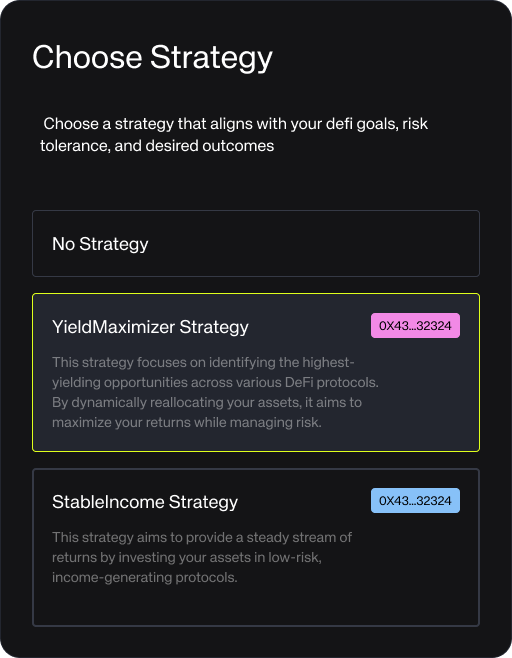 Choose Strategy
Choose a strategy that aligns with your defi goals, risk
tolerance, and desired outcomes
No Strategy
YieldMaximizer Strategy
0X43...32324
This strategy focuses on identifying the highest-
yielding opportunities across various DeFi protocols.
By dynamically reallocating your assets, it aims to
maximize your returns while managing risk.
StableIncome Strategy
0X43...32324
This strategy aims to provide a steady stream of
returns by investing your assets in low-risk,
income-generating protocols.